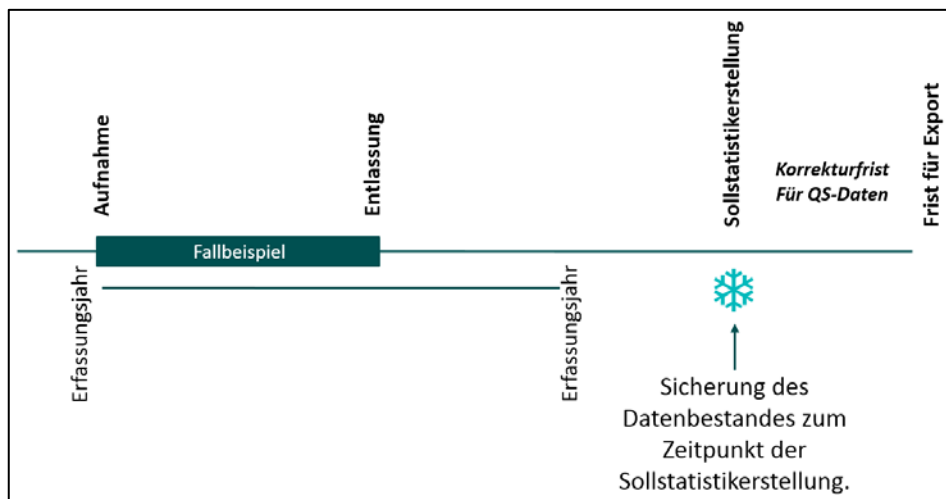 Aufnahme
Entlassung
Sollstatistikerstellung
Korrekturfrist
Für QS-Daten
Frist für Export
Fallbeispiel
Erfassungsjahr
Erfassungsjahr
Sicherung des
Datenbestandes zum
Zeitpunkt der
Sollstatistikerstellung.